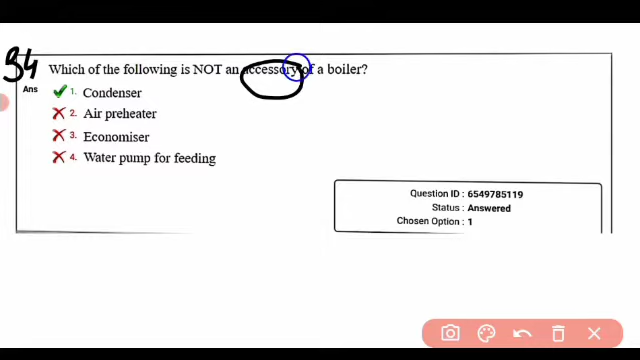 94
Which of the following is NOT an accessory of a boiler?
Ans
1. Condenser
2. Air preheater
3. Economiser
4. Water pump for feeding
Question ID : 6549785119
Status : Answered
Chosen Option : 1